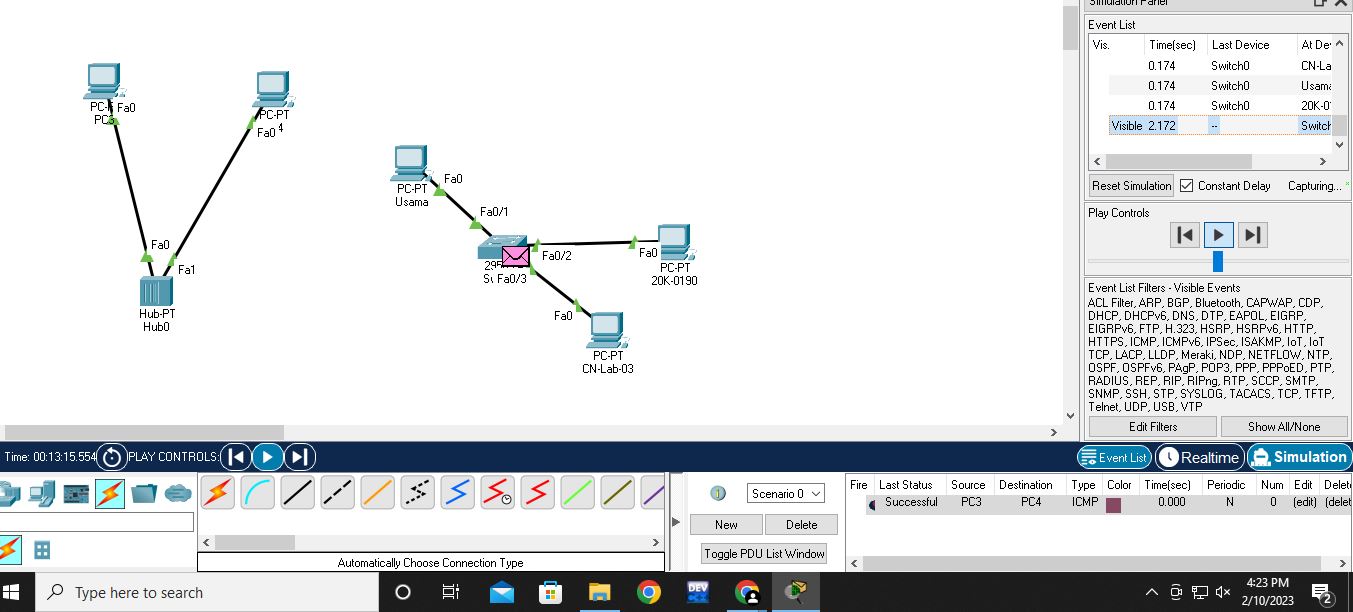 Simulation Panel
Event List
Vis. Time(sec) Last Device At De
0.174 Switch0 CN-La
0.174 Switch0 Usama
0.174 Switch0 20K-01
Visible 2.172 -- Switch
Reset Simulation Constant Delay Capturing...
Play Controls
Event List Filters - Visible Events
ACL Filter, ARP, BGP, Bluetooth, CAPWAP, CDP,
DHCP, DHCPv6, DNS, DTP, EAPOL, EIGRP,
EIGRPv6, FTP, H.323, HSRP, HSRPv6, HTTP,
HTTPS, ICMP, ICMPv6, IPSec, ISAKMP, IoT, IoT
TCP, LACP, LLDP, Meraki, NDP, NETFLOW, NTP,
OSPF, OSPFv6, PAgP, POP3, PPP, PPPoED, PTP,
RADIUS, REP, RIP, RIPng, RTP, SCCP, SMTP,
SNMP, SSH, STP, SYSLOG, TACACS, TCP, TFTP,
Telnet, UDP, USB, VTP
Edit Filters Show All/None
Fa0
PC3
PC-PT
Fa0 4
Fa0
Fa1
Hub-PT
Hub0
PC-PT
Usama
Fa0
Fa0/1
Fa0/2
Fa0/3
Fa0
PC-PT
20K-0190
Fa0
PC-PT
CN-Lab-03
Time: 00:13:15.554 PLAY CONTROLS: Event List Realtime Simulation
Automatically Choose Connection Type
Scenario 0
New Delete
Toggle PDU List Window
Fire Last Status Source Destination Type Color Time(sec) Periodic Num Edit Delete
Successful PC3 PC4 ICMP 0.000 N 0 (edit) (delet
Type here to search
DEV
4:23 PM
2/10/2023
2